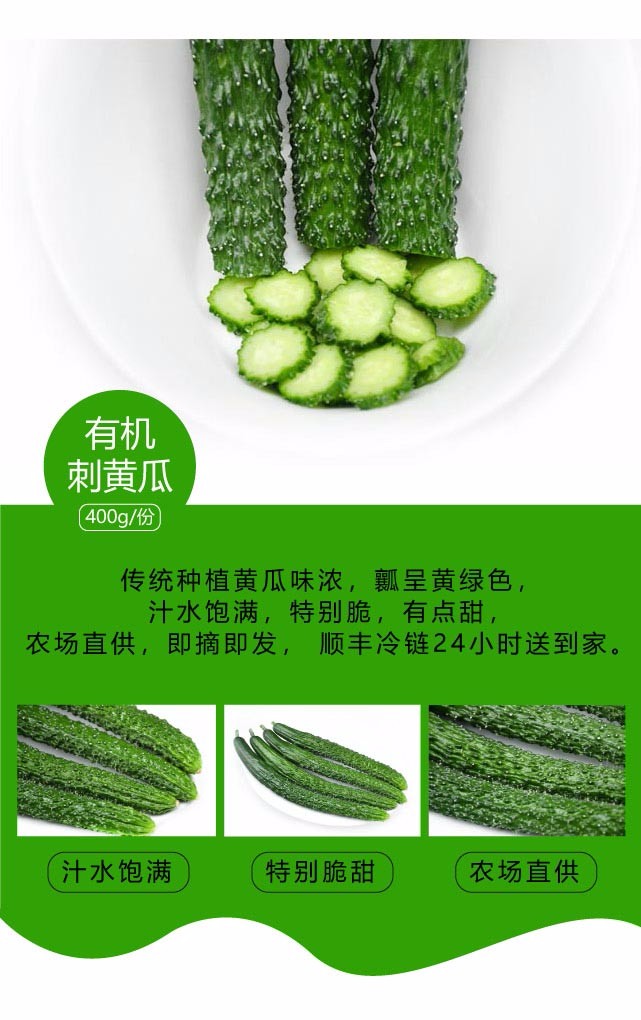 有机
刺黄瓜
400g/份
传统种植黄瓜味浓，瓤呈黄绿色，
汁水饱满，特别脆，有点甜，
农场直供，即摘即发， 顺丰冷链24小时送到家。
汁水饱满
特别脆甜
农场直供